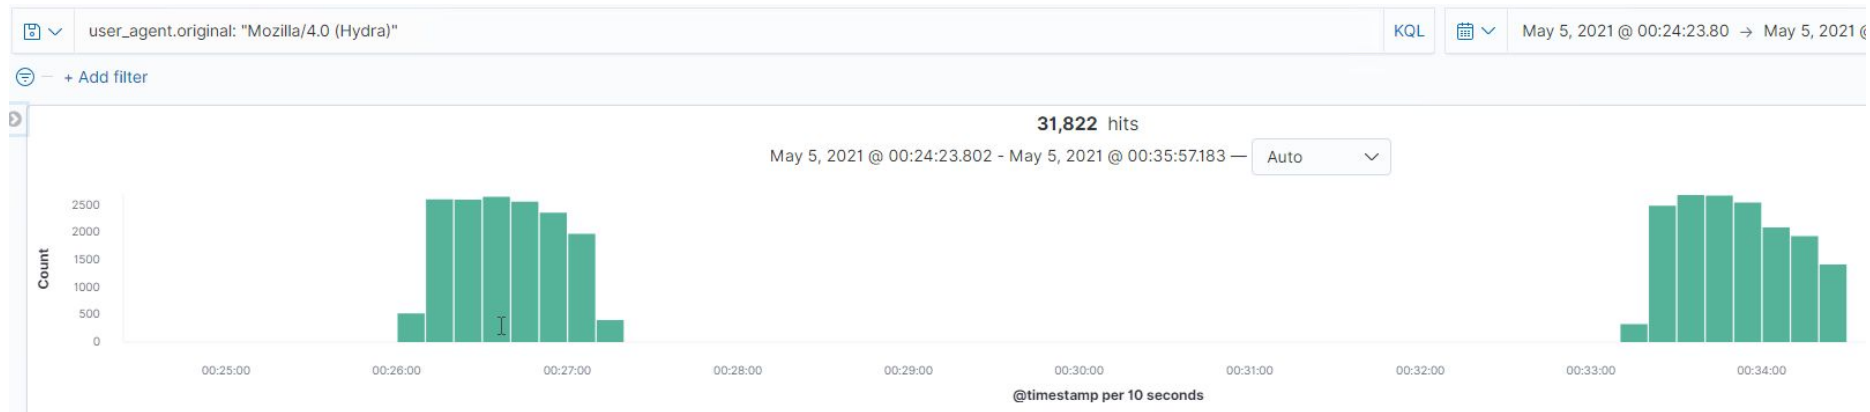 user_agent.original: "Mozilla/4.0 (Hydra)"
KQL
May 5, 2021 @ 00:24:23.80 → May 5, 2021 @
+ Add filter
31,822 hits
May 5, 2021 @ 00:24:23.802 - May 5, 2021 @ 00:35:57.183 —
Auto
Count
2500
2000
1500
1000
500
0
00:25:00
00:26:00
00:27:00
00:28:00
00:29:00
00:30:00
00:31:00
00:32:00
00:33:00
00:34:00
@timestamp per 10 seconds